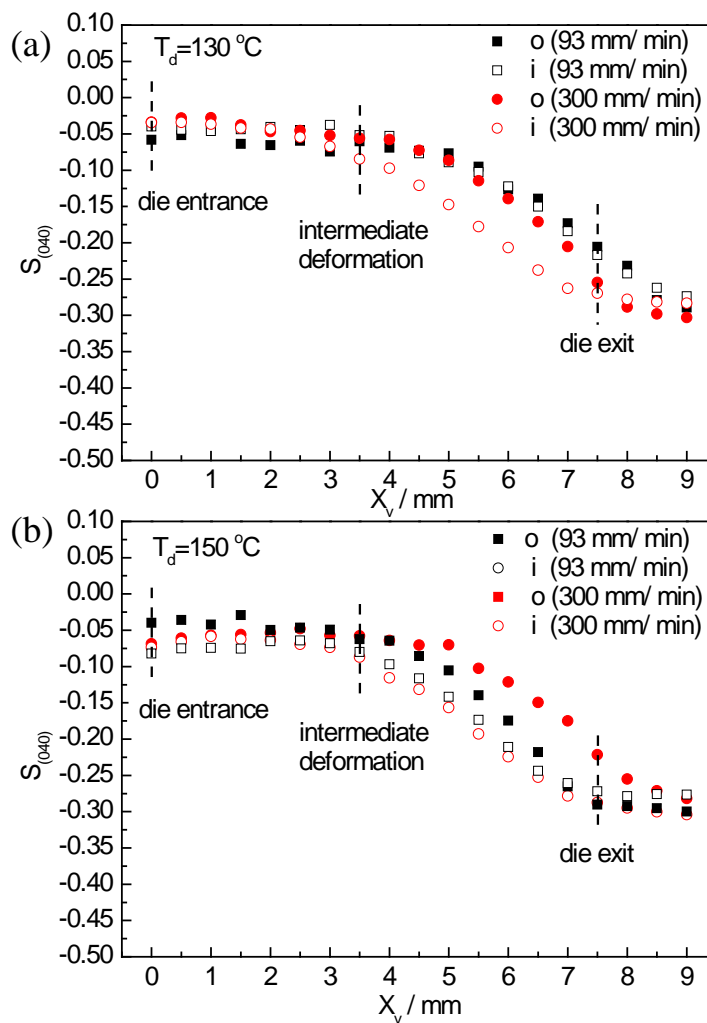 (a)
T_d=130 °C
o (93 mm/ min)
i (93 mm/ min)
o (300 mm/ min)
i (300 mm/ min)
0.10
0.05
0.00
-0.05
-0.10
-0.15
-0.20
-0.25
-0.30
-0.35
-0.40
-0.45
-0.50
S_(040)
die entrance
intermediate
deformation
die exit
0 1 2 3 4 5 6 7 8 9
X_v / mm
(b)
T_d=150 °C
o (93 mm/ min)
i (93 mm/ min)
o (300 mm/ min)
i (300 mm/ min)
0.10
0.05
0.00
-0.05
-0.10
-0.15
-0.20
-0.25
-0.30
-0.35
-0.40
-0.45
-0.50
S_(040)
die entrance
intermediate
deformation
die exit
0 1 2 3 4 5 6 7 8 9
X_v / mm